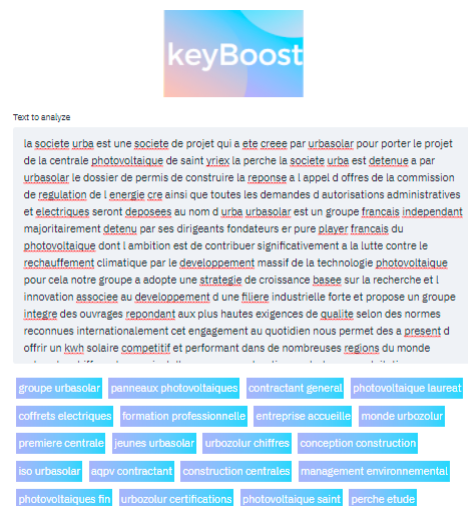 keyBoost
Text to analyze
la societe urba est une societe de projet qui a ete creee par urbasolar pour porter le projet
de la centrale photovoltaique de saint yriex la perche la societe urba est detenue a par
urbasolar le dossier de permis de construire la reponse a l appel d offres de la commission
de regulation de l energie cre ainsi que toutes les demandes d autorisations administratives
et electriques seront deposees au nom d urba urbasolar est un groupe francais independant
majoritairement detenu par ses dirigeants fondateurs er pure player francais du
photovoltaique dont l ambition est de contribuer significativement a la lutte contre le
rechauffement climatique par le developpement massif de la technologie photovoltaique
pour cela notre groupe a adopte une strategie de croissance basee sur la recherche et l
innovation associee au developpement d une filiere industrielle forte et propose un groupe
integre des ouvrages repondant aux plus hautes exigences de qualite selon des normes
reconnues internationalement cet engagement au quotidien nous permet des a present d
offrir un kwh solaire competitif et performant dans de nombreuses regions du monde
groupe urbasolar panneaux photovoltaiques contractant general photovoltaique laureat
coffrets electriques formation professionnelle entreprise accueille monde urbozolur
premiere centrale jeunes urbasolar urbozolur chiffres conception construction
iso urbasolar aqpv contractant construction centrales management environnemental
photovoltaiques fin urbozolur certifications photovoltaique saint perche etude